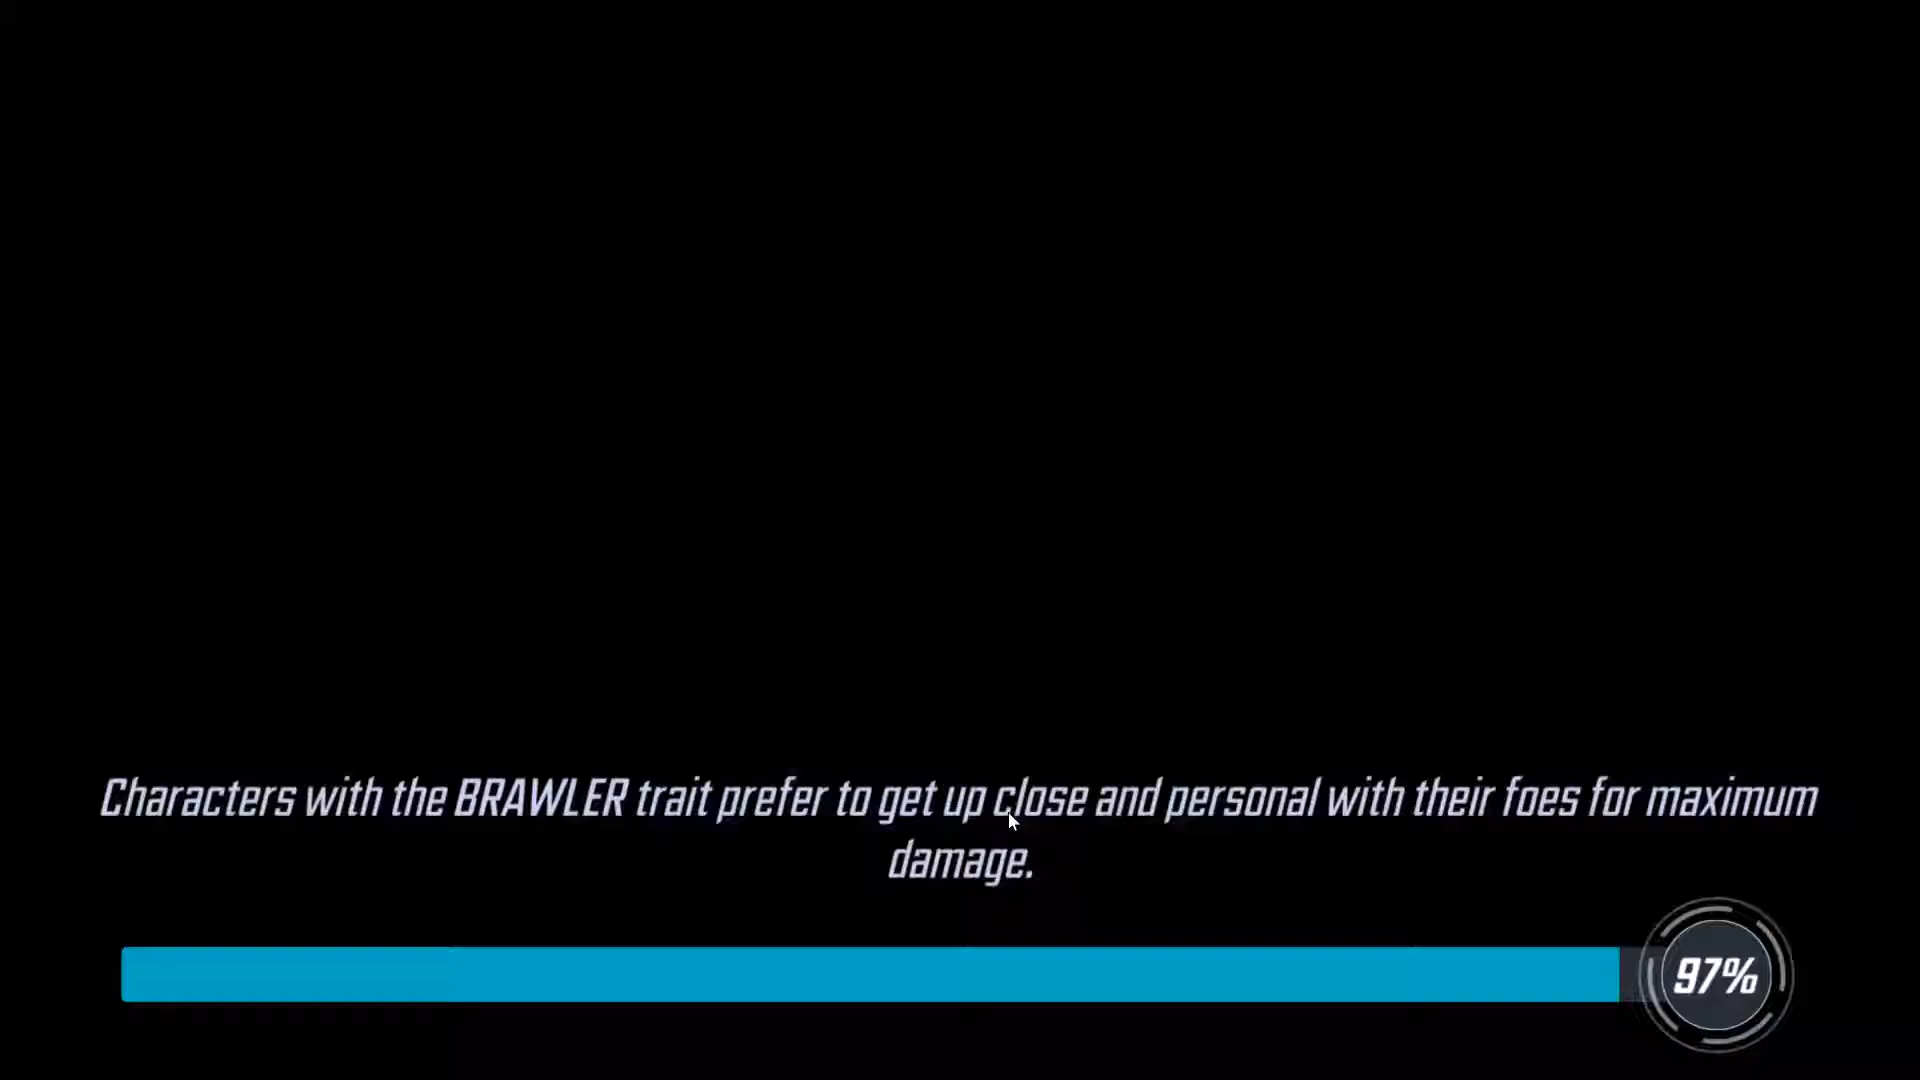 Characters with the BRAWLER trait prefer to get up close and personal with their foes for maximum
damage.
97%